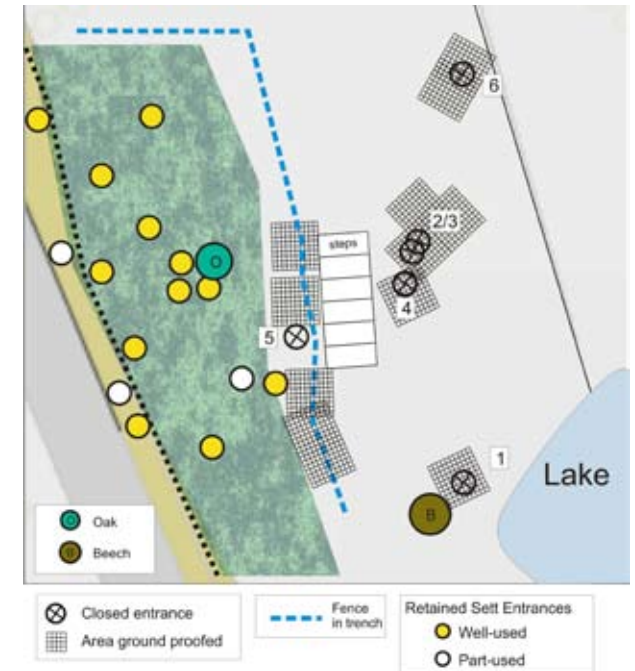 6
2/3
steps
4
O
5
1
Lake
B
Oak
Beech
Closed entrance
Area ground proofed
Fence
in trench
Retained Sett Entrances
Well-used
Part-used